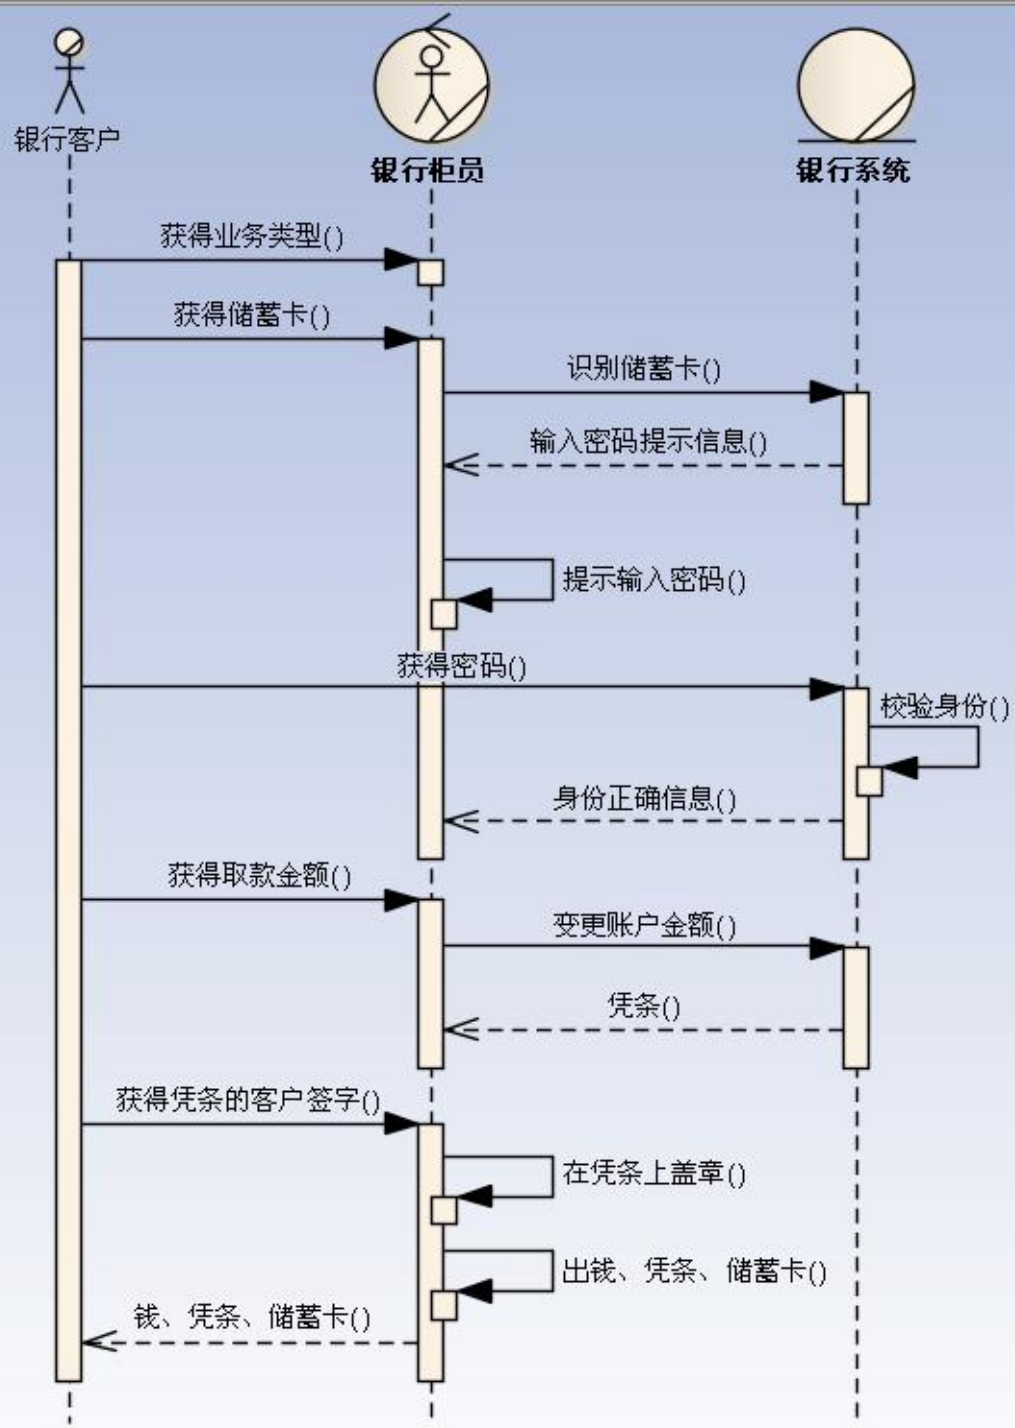 银行客户
银行柜员
银行系统
获得业务类型()
获得储蓄卡()
识别储蓄卡()
输入密码提示信息()
提示输入密码()
获得密码()
校验身份()
身份正确信息()
获得取款金额()
变更账户金额()
凭条()
获得凭条的客户签字()
在凭条上盖章()
出钱、凭条、储蓄卡()
钱、凭条、储蓄卡()